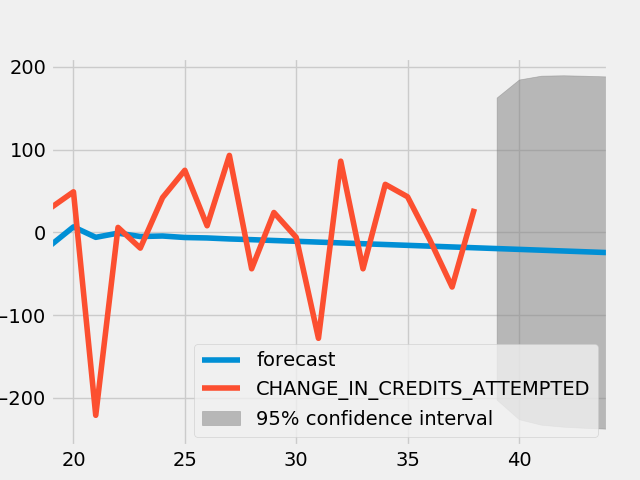 200
100
0
−100
−200
20 25 30 35 40
forecast
CHANGE_IN_CREDITS_ATTEMPTED
95% confidence interval